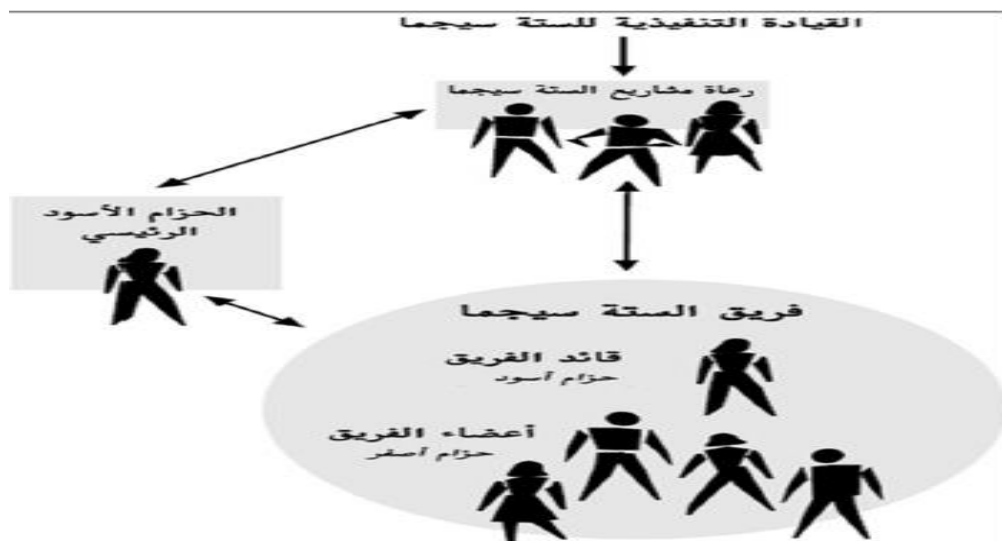 القيادة التنفيذية للستة سيجما
رعاة مشاريع الستة سيجما
الحزام الأسود
الرئيسي
فريق الستة سيجما
قائد الفريق
حزام أسود
أعضاء الفريق
حزام أصفر